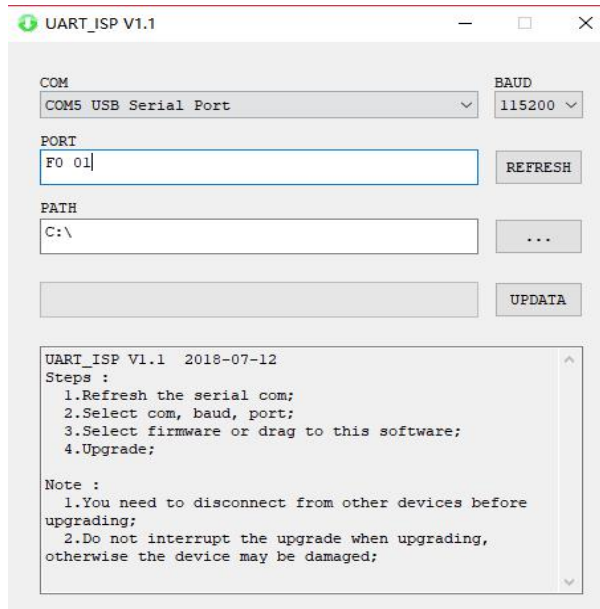 UART_ISP V1.1
COM
BAUD
COM5 USB Serial Port
115200
PORT
F0 01
REFRESH
PATH
C:\
...
UPDATA
UART_ISP V1.1  2018-07-12
Steps :
1.Refresh the serial com;
2.Select com, baud, port;
3.Select firmware or drag to this software;
4.Upgrade;
Note :
1.You need to disconnect from other devices before
upgrading;
2.Do not interrupt the upgrade when upgrading,
otherwise the device may be damaged;